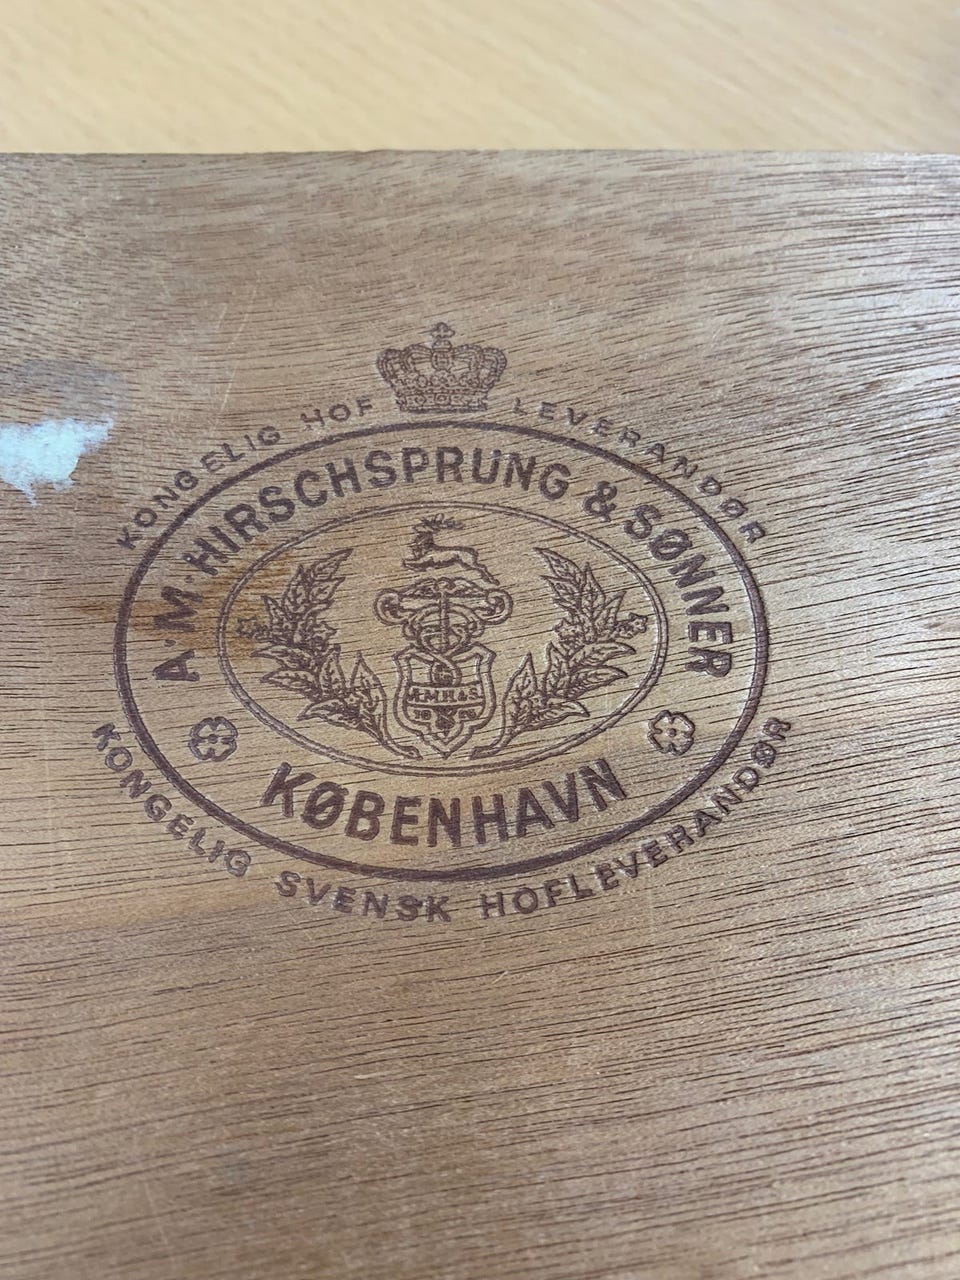 KONGELIG HOF LEVERANDØR
A·M·HIRSCHSPRUNG & SØNNER
A.M.H.&S.
KØBENHAVN
KONGELIG SVENSK HOFLEVERANDØR